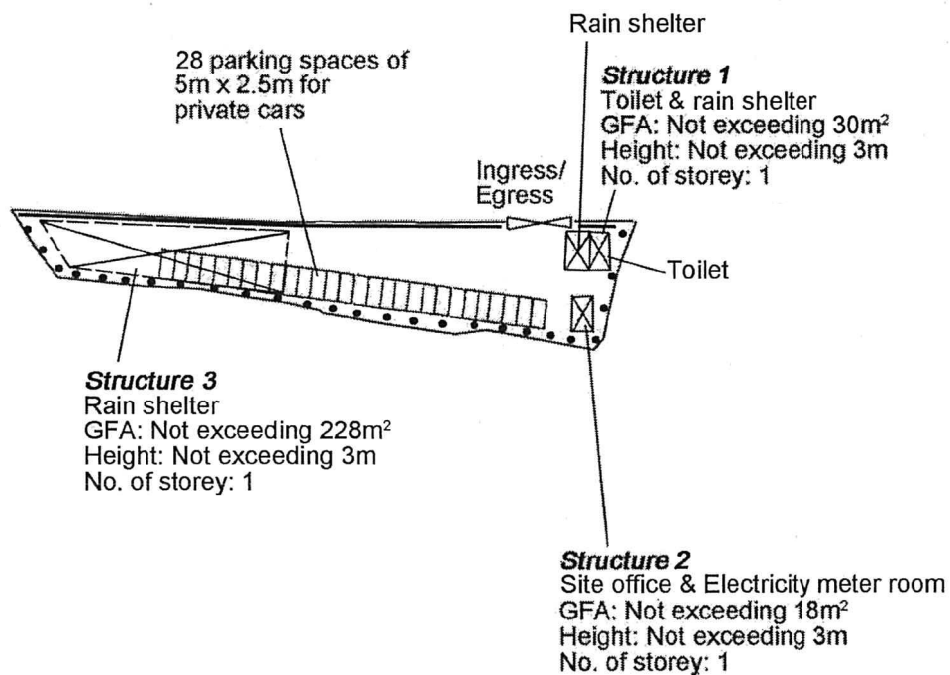 Rain shelter
28 parking spaces of
5m x 2.5m for
private cars
Structure 1
Toilet & rain shelter
GFA: Not exceeding 30m²
Height: Not exceeding 3m
No. of storey: 1
Ingress/
Egress
Toilet
Structure 3
Rain shelter
GFA: Not exceeding 228m²
Height: Not exceeding 3m
No. of storey: 1
Structure 2
Site office & Electricity meter room
GFA: Not exceeding 18m²
Height: Not exceeding 3m
No. of storey: 1